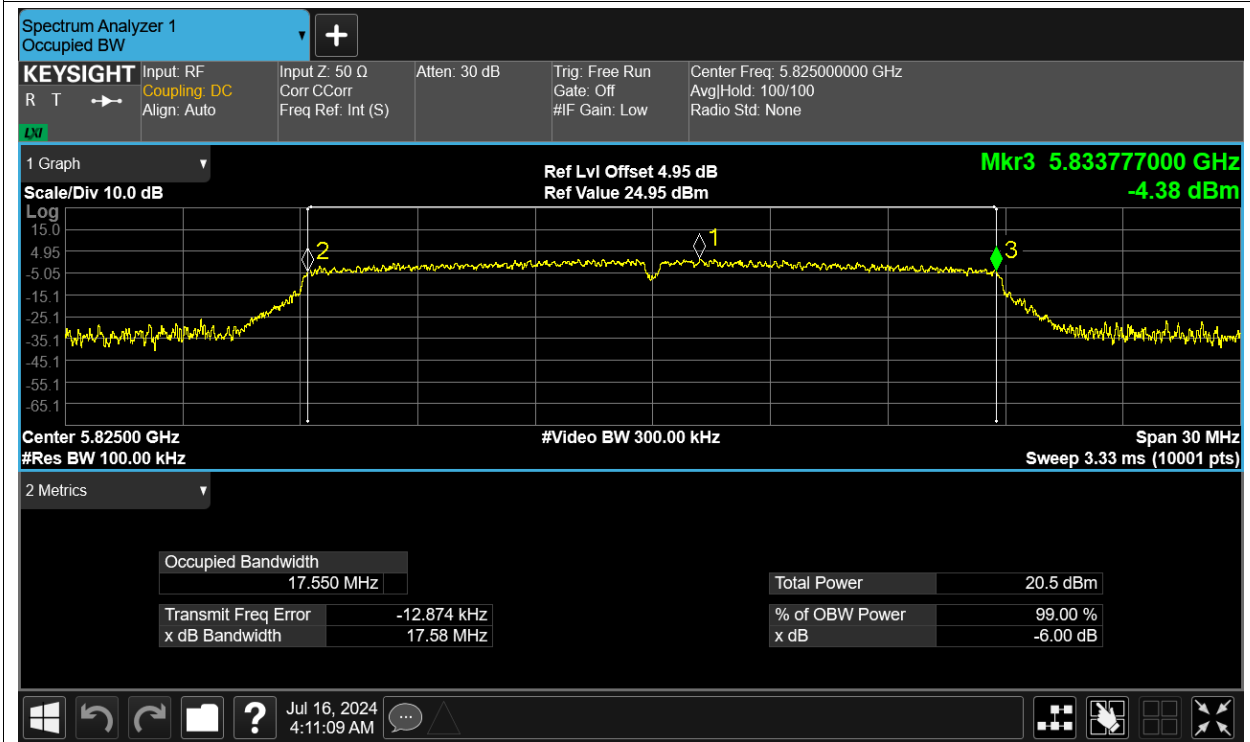 Spectrum Analyzer 1
Occupied BW
KEYSIGHT
R T
LXI
Input: RF
Coupling: DC
Align: Auto
Input Z: 50 Ω
Corr CCorr
Freq Ref: Int (S)
Atten: 30 dB
Trig: Free Run
Gate: Off
#IF Gain: Low
Center Freq: 5.825000000 GHz
Avg|Hold: 100/100
Radio Std: None
1 Graph
Scale/Div 10.0 dB
Ref Lvl Offset 4.95 dB
Ref Value 24.95 dBm
Mkr3 5.833777000 GHz
-4.38 dBm
Log
15.0
4.95
-5.05
-15.1
-25.1
-35.1
-45.1
-55.1
-65.1
2
1
3
Center 5.82500 GHz
#Res BW 100.00 kHz
#Video BW 300.00 kHz
Span 30 MHz
Sweep 3.33 ms (10001 pts)
2 Metrics
Occupied Bandwidth
17.550 MHz
Transmit Freq Error -12.874 kHz
x dB Bandwidth 17.58 MHz
Total Power 20.5 dBm
% of OBW Power 99.00 %
x dB -6.00 dB
?
Jul 16, 2024
4:11:09 AM